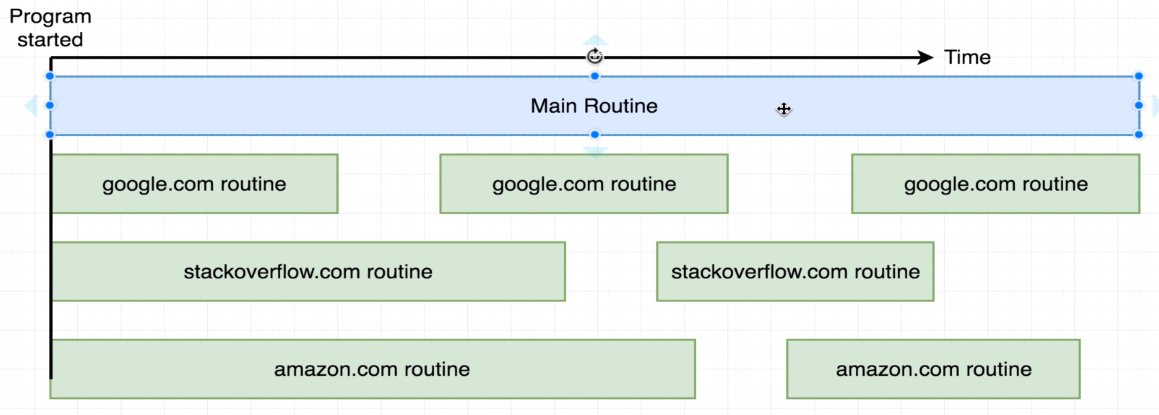 Program
started
Time
Main Routine
google.com routine
google.com routine
google.com routine
stackoverflow.com routine
stackoverflow.com routine
amazon.com routine
amazon.com routine